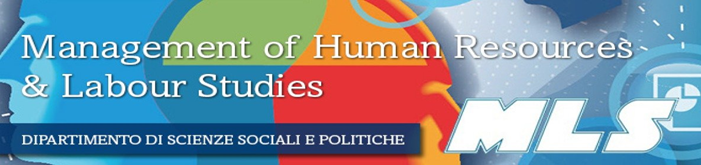 Management of Human Resources
& Labour Studies
DIPARTIMENTO DI SCIENZE SOCIALI E POLITICHE
MLS